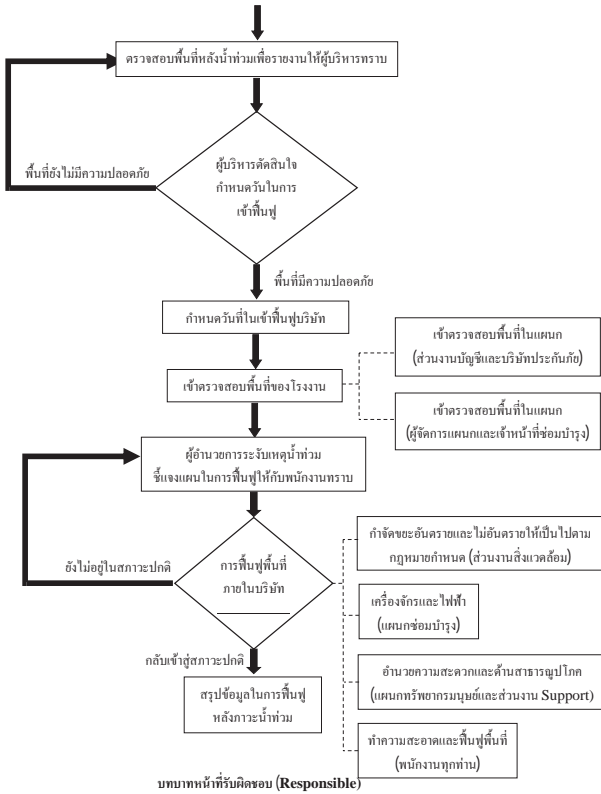 ตรวจสอบพื้นที่หลังน้ำท่วมเพื่อรายงานให้ผู้บริหารทราบ
ผู้บริหารตัดสินใจ
กำหนดวันในการ
เข้าฟื้นฟู
พื้นที่ยังไม่มีความปลอดภัย
พื้นที่มีความปลอดภัย
กำหนดวันที่ในเข้าฟื้นฟูบริษัท
เข้าตรวจสอบพื้นที่ของโรงงาน
เข้าตรวจสอบพื้นที่ในแผนก
(ส่วนงานบัญชีและบริษัทประกันภัย)
เข้าตรวจสอบพื้นที่ในแผนก
(ผู้จัดการแผนกและเจ้าหน้าที่ซ่อมบำรุง)
ผู้อำนวยการระงับเหตุน้ำท่วม
ชี้แจงแผนในการฟื้นฟูให้กับพนักงานทราบ
ยังไม่อยู่ในสภาวะปกติ
การฟื้นฟูพื้นที่
ภายในบริษัท
กำจัดขยะอันตรายและไม่อันตรายให้เป็นไปตาม
กฎหมายกำหนด (ส่วนงานสิ่งแวดล้อม)
เครื่องจักรและไฟฟ้า
(แผนกซ่อมบำรุง)
อำนวยความสะดวกและด้านสาธารณูปโภค
(แผนกทรัพยากรมนุษย์และส่วนงาน Support)
ทำความสะอาดและฟื้นฟูพื้นที่
(พนักงานทุกท่าน)
กลับเข้าสู่สภาวะปกติ
สรุปข้อมูลในการฟื้นฟู
หลังภาวะน้ำท่วม
บทบาทหน้าที่รับผิดชอบ (Responsible)